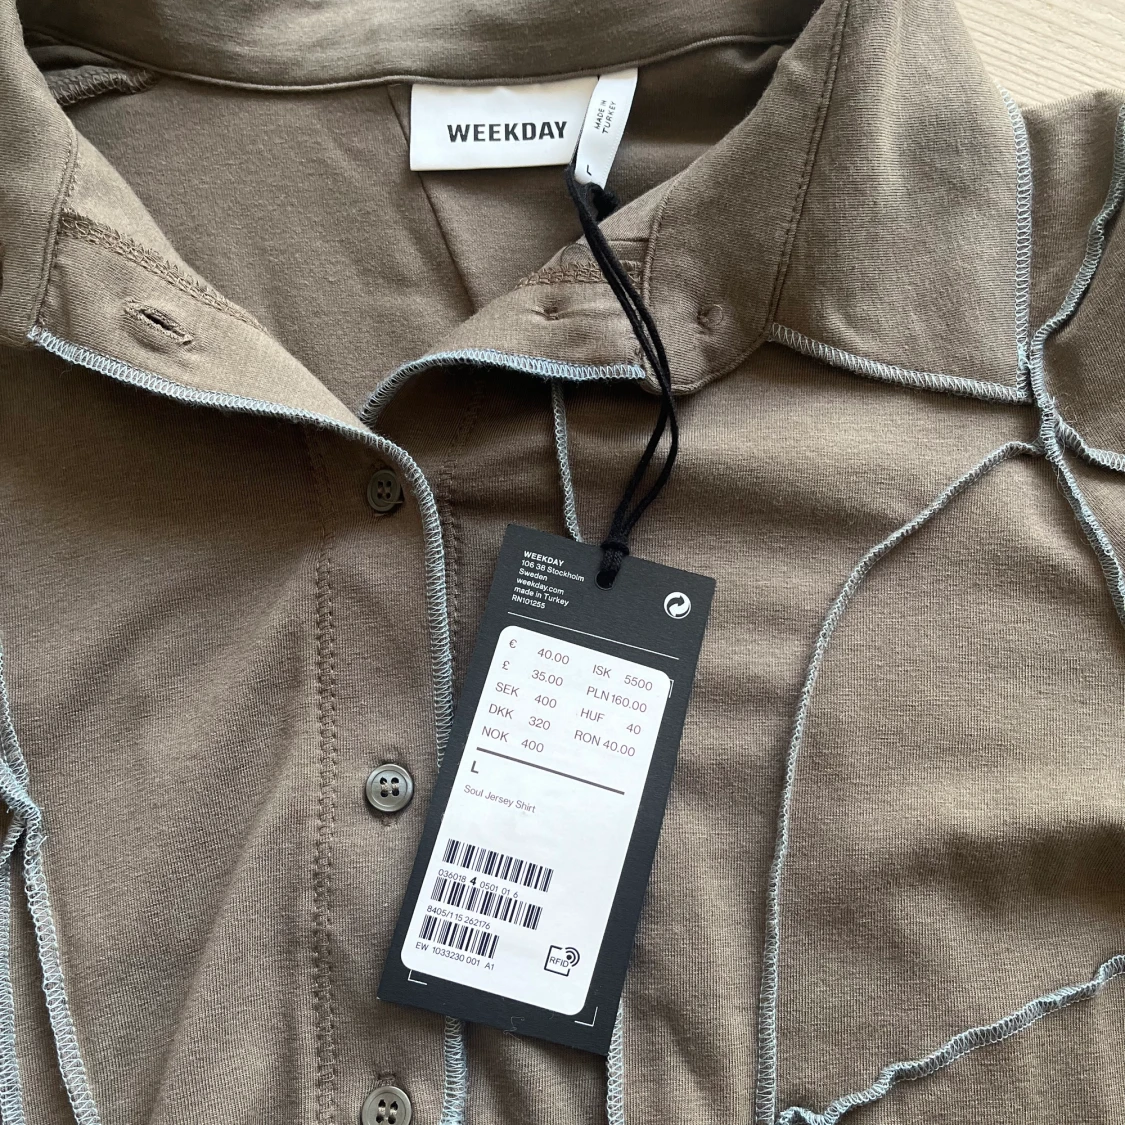 WEEKDAY
MADE IN
TURKEY
L
WEEKDAY
106 38 Stockholm
Sweden
weekday.com
made in Turkey
RN101255
€ 40.00 ISK 5500
£ 35.00 PLN 160.00
SEK 400 HUF 40
DKK 320 RON 40.00
NOK 400
L
Soul Jersey Shirt
036018 4 0501 01 6
8405/1 15 262176
EW 1033230 001 A1
RFID